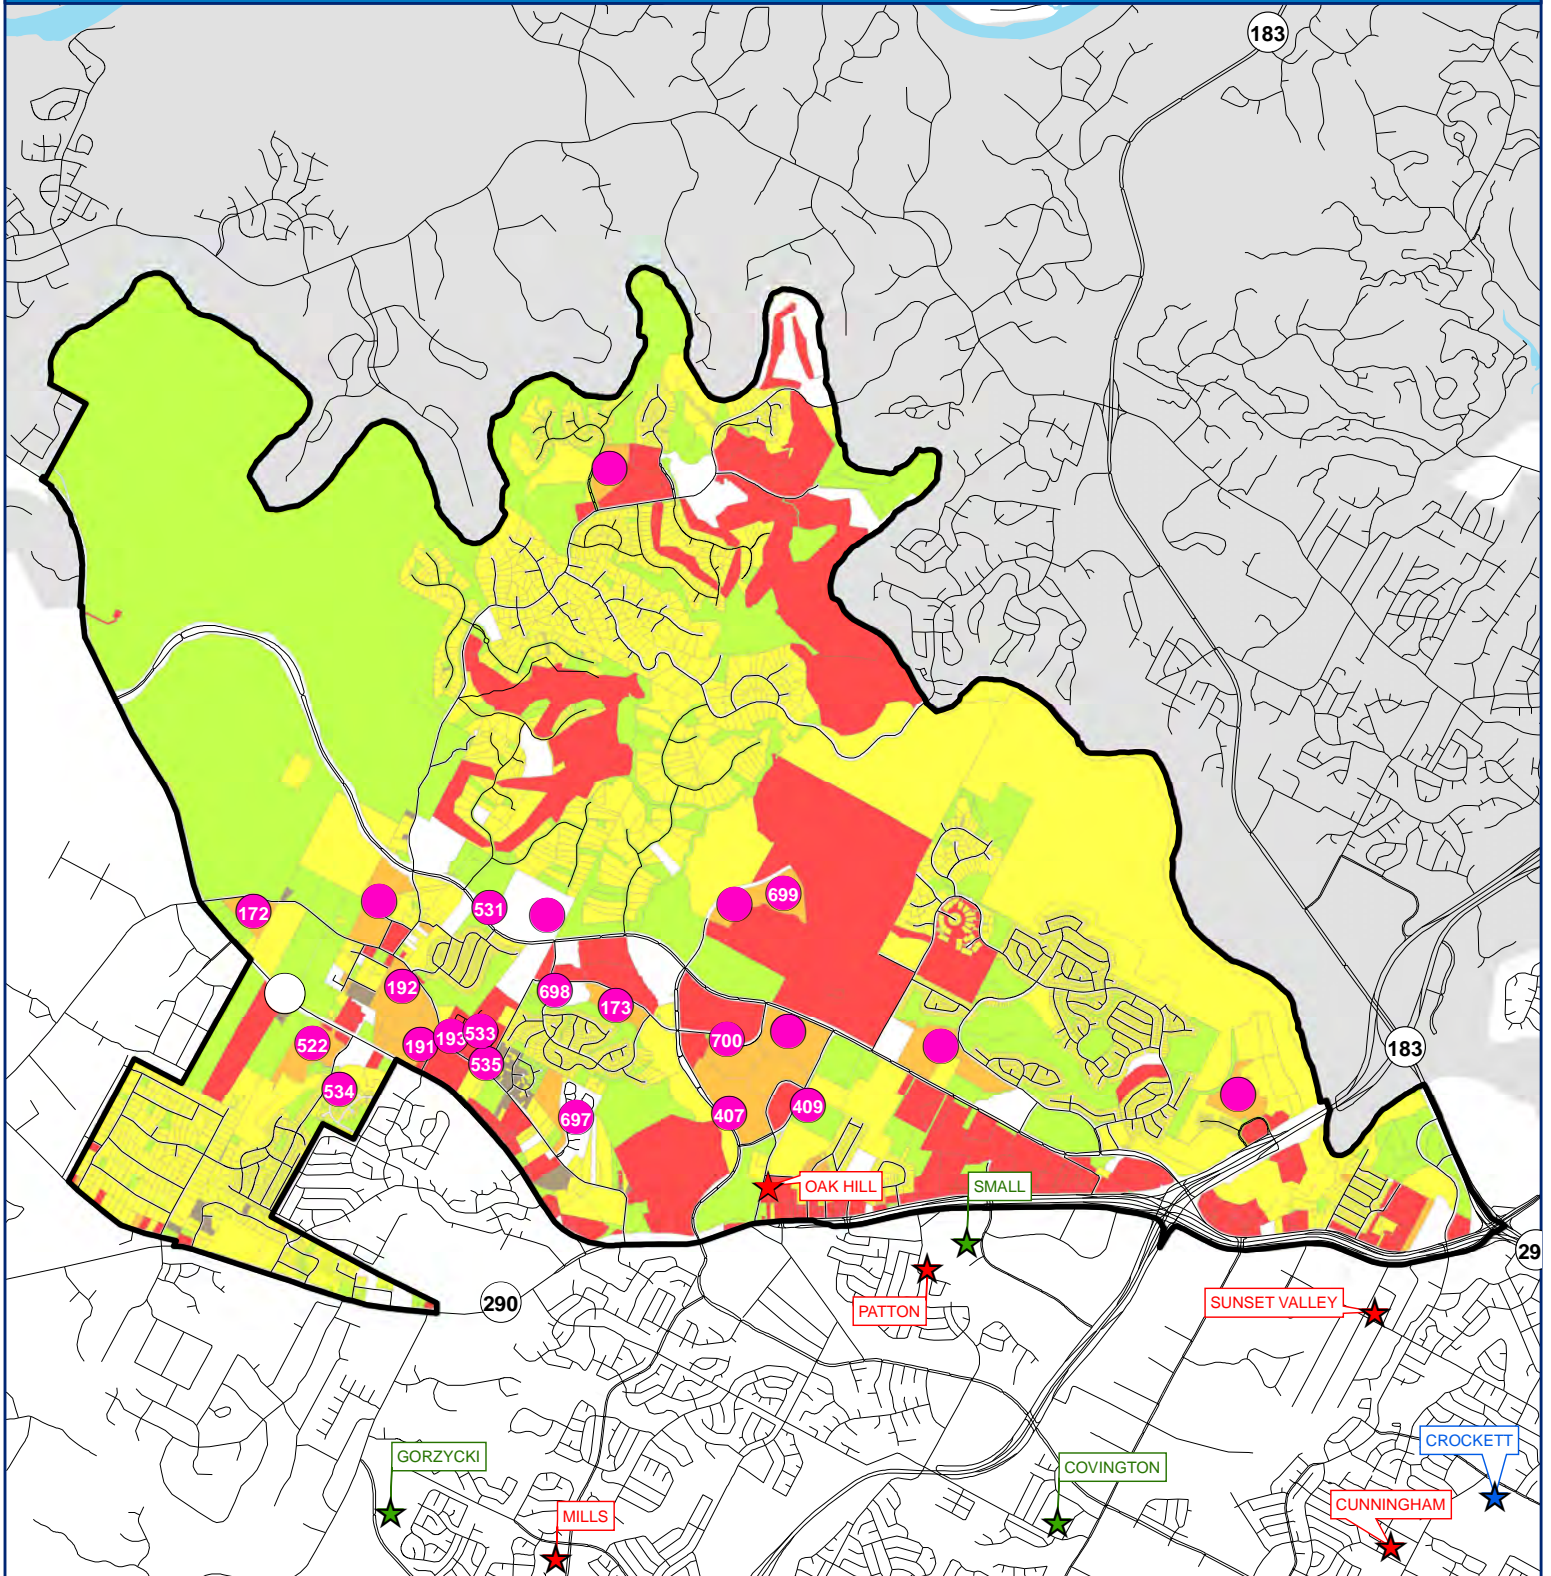 183
699
531
172
192
698
173
193
533
700
191
522
535
534
407
409
697
183
OAK HILL
SMALL
29
290
PATTON
SUNSET VALLEY
CROCKETT
GORZYCKI
COVINGTON
CUNNINGHAM
MILLS